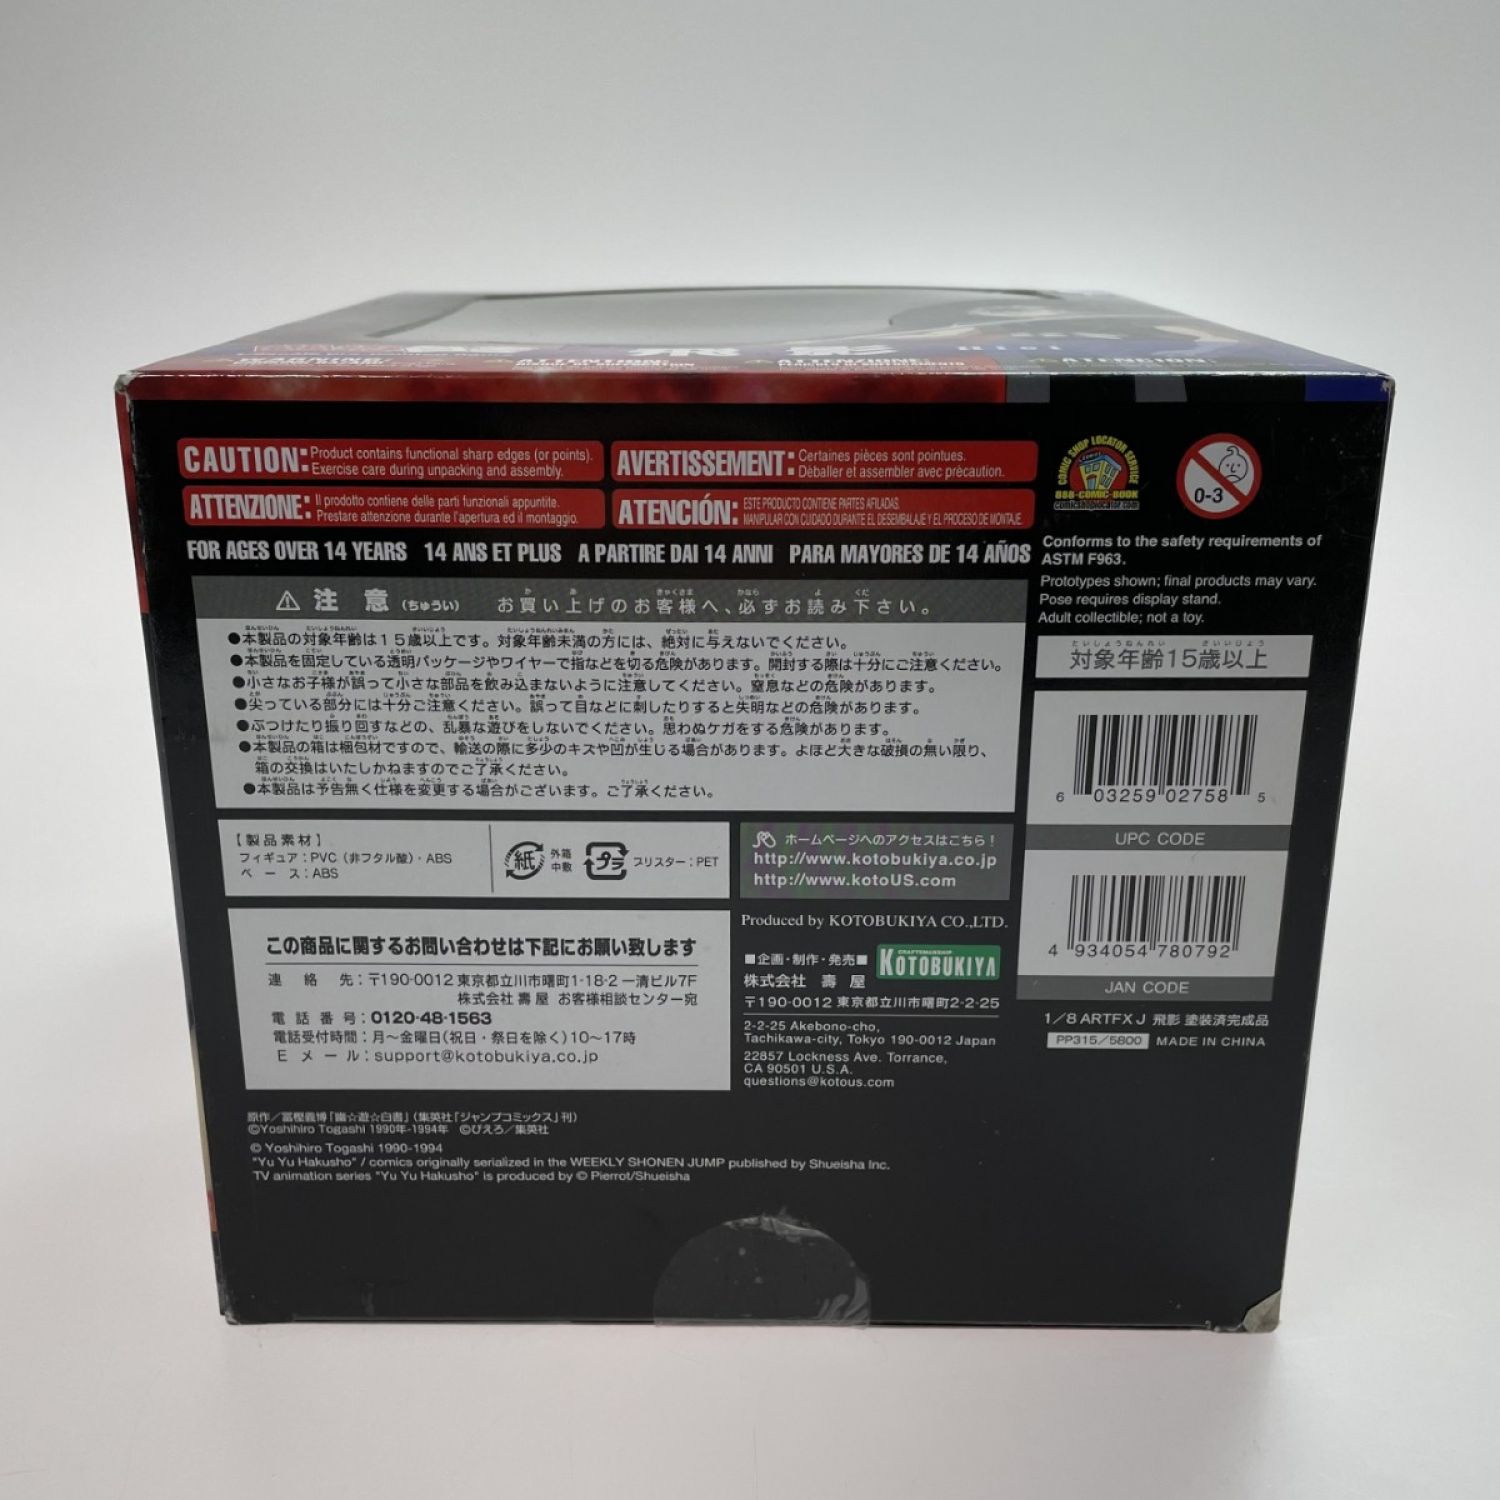 飛影 HIEI
WARNING: ATTENTION: ATTENZIONE: ATENCIÓN:
CAUTION: Product contains functional sharp edges (or points).
Exercise care during unpacking and assembly.
AVERTISSEMENT: Certaines pièces sont pointues.
Déballer et assembler avec précaution.
ATTENZIONE: Il prodotto contiene delle parti funzionali appuntite.
Prestare attenzione durante l'apertura ed il montaggio.
ATENCIÓN: ESTE PRODUCTO CONTIENE PARTES AFILADAS.
MANIPULAR CON CUIDADO DURANTE EL DESEMBALAJE Y EL PROCESO DE MONTAJE.
FOR AGES OVER 14 YEARS 14 ANS ET PLUS A PARTIRE DAI 14 ANNI PARA MAYORES DE 14 AÑOS
COMIC SHOP LOCATOR SERVICE
COMICS
888-COMIC-BOOK
comicshoplocator.com
0-3
Conforms to the safety requirements of
ASTM F963.
Prototypes shown; final products may vary.
Pose requires display stand.
Adult collectible; not a toy.
対象年齢15歳以上
⚠注意(ちゅうい) お買い上げのお客様へ、必ずお読み下さい。
●本製品の対象年齢は15歳以上です。対象年齢未満の方には、絶対に与えないでください。
●本製品を固定している透明パッケージやワイヤーで指などを切る危険があります。開封する際は十分にご注意ください。
●小さなお子様が誤って小さな部品を飲み込まないように注意してください。窒息などの危険があります。
●尖っている部分には十分ご注意ください。誤って目などに刺したりすると失明などの危険があります。
●ぶつけたり振り回すなどの、乱暴な遊びをしないでください。思わぬケガをする危険があります。
●本製品の箱は梱包材ですので、輸送の際に多少のキズや凹が生じる場合があります。よほど大きな破損の無い限り、
箱の交換はいたしかねますのでご了承ください。
●本製品は予告無く仕様を変更する場合がございます。ご了承ください。
6 03259 02758 5
UPC CODE
4 934054 780792
JAN CODE
1/8 ARTFX J 飛影 塗装済完成品
PP315/5800 MADE IN CHINA
【製品素材】
フィギュア:PVC(非フタル酸)・ABS
ベース:ABS
紙 外箱
中敷
プラ ブリスター:PET
ホームページへのアクセスはこちら!
http://www.kotobukiya.co.jp
http://www.kotoUS.com
Produced by KOTOBUKIYA CO.,LTD.
■企画・制作・発売■
CRAFTSMANSHIP
KOTOBUKIYA
株式会社 壽屋
〒190-0012 東京都立川市曙町2-2-25
2-2-25 Akebono-cho,
Tachikawa-city, Tokyo 190-0012 Japan
22857 Lockness Ave. Torrance,
CA 90501 U.S.A.
questions@kotous.com
この商品に関するお問い合わせは下記にお願い致します
連絡先:〒190-0012 東京都立川市曙町1-18-2 一清ビル7F
株式会社 壽屋 お客様相談センター宛
電話番号:0120-48-1563
電話受付時間:月～金曜日(祝日・祭日を除く)10～17時
Eメール:support@kotobukiya.co.jp
原作/冨樫義博「幽☆遊☆白書」(集英社「ジャンプコミックス」刊)
©Yoshihiro Togashi 1990年-1994年 ©ぴえろ/集英社
© Yoshihiro Togashi 1990-1994
"Yu Yu Hakusho" / comics originally serialized in the WEEKLY SHONEN JUMP published by Shueisha Inc.
TV animation series "Yu Yu Hakusho" is produced by © Pierrot/Shueisha